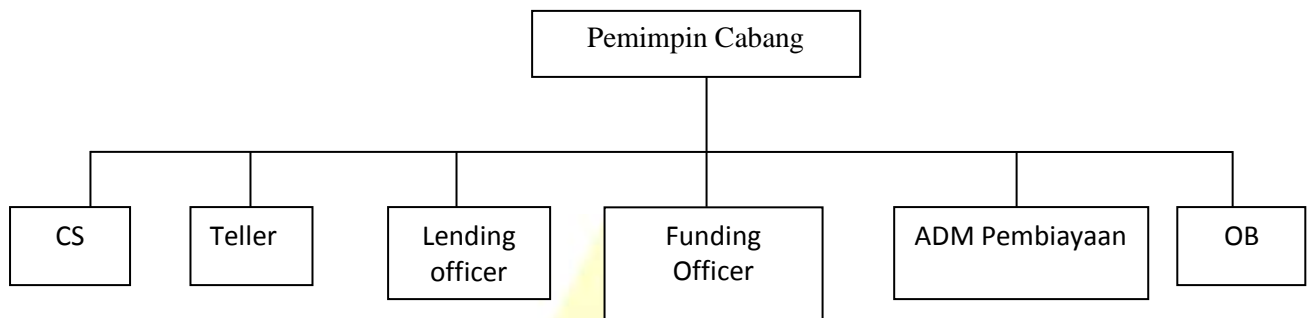 Pemimpin Cabang
CS
Teller
Lending
officer
Funding
Officer
ADM Pembiayaan
OB